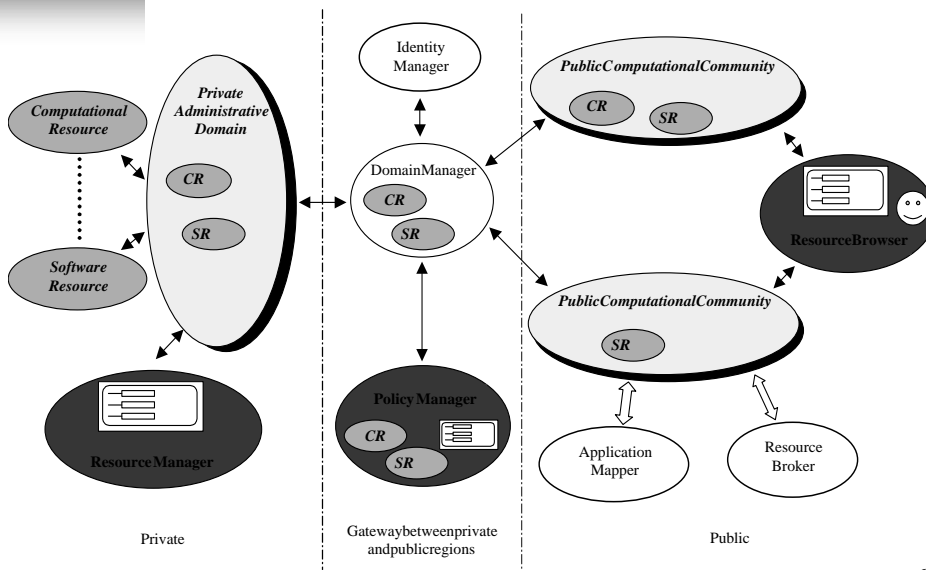 Computational
Resource
Software
Resource
Private
Administrative
Domain
CR
SR
ResourceManager
Private
Identity
Manager
DomainManager
CR
SR
PolicyManager
CR
SR
Gatewaybetweenprivate
andpublicregions
PublicComputationalCommunity
CR
SR
ResourceBrowser
PublicComputationalCommunity
SR
Application
Mapper
Resource
Broker
Public